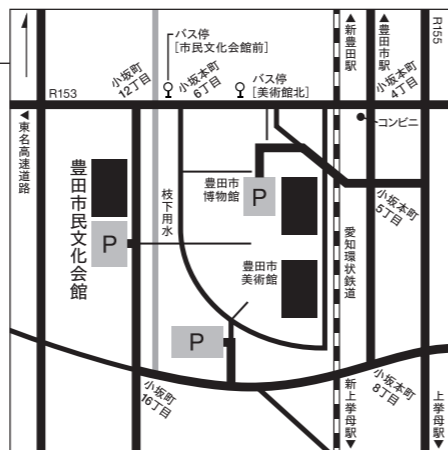 バス停
[市民文化会館前]
小坂町
12丁目
小坂本町
6丁目
バス停
[美術館北]
▲新豊田駅
▲豊田市駅
小坂本町
4丁目
R155
R153
コンビニ
▲東名高速道路
豊田市民文化会館
P
枝下用水
豊田市
博物館
P
小坂本町
5丁目
愛知環状鉄道
豊田市
美術館
P
小坂町
16丁目
新上挙母駅▼
小坂本町
8丁目
上挙母駅▼